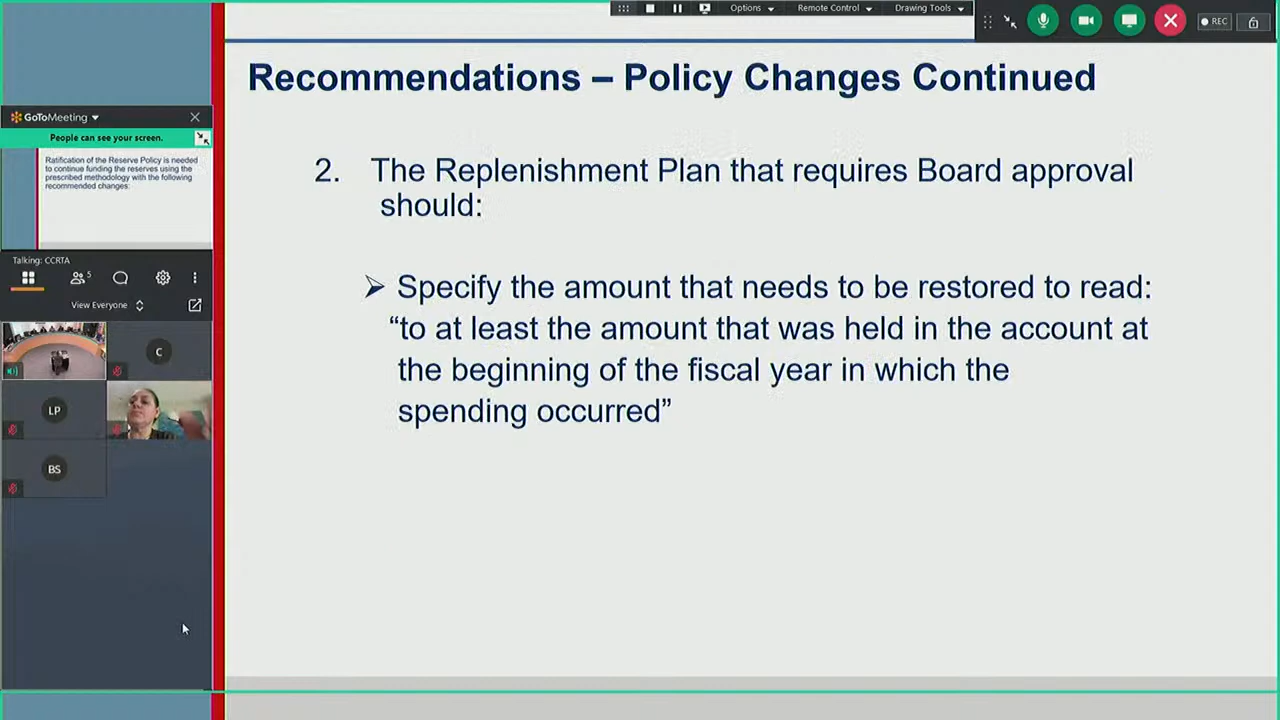 Options
Remote Control
Drawing Tools
REC
Recommendations – Policy Changes Continued
GoToMeeting
People can see your screen.
Ratification of the Reserve Policy is needed
to continue funding the reserves using the
prescribed methodology with the following
recommended changes:
Talking: CCRTA
5
View Everyone
C
LP
BS
2. The Replenishment Plan that requires Board approval
should:
➢ Specify the amount that needs to be restored to read:
“to at least the amount that was held in the account at
the beginning of the fiscal year in which the
spending occurred”